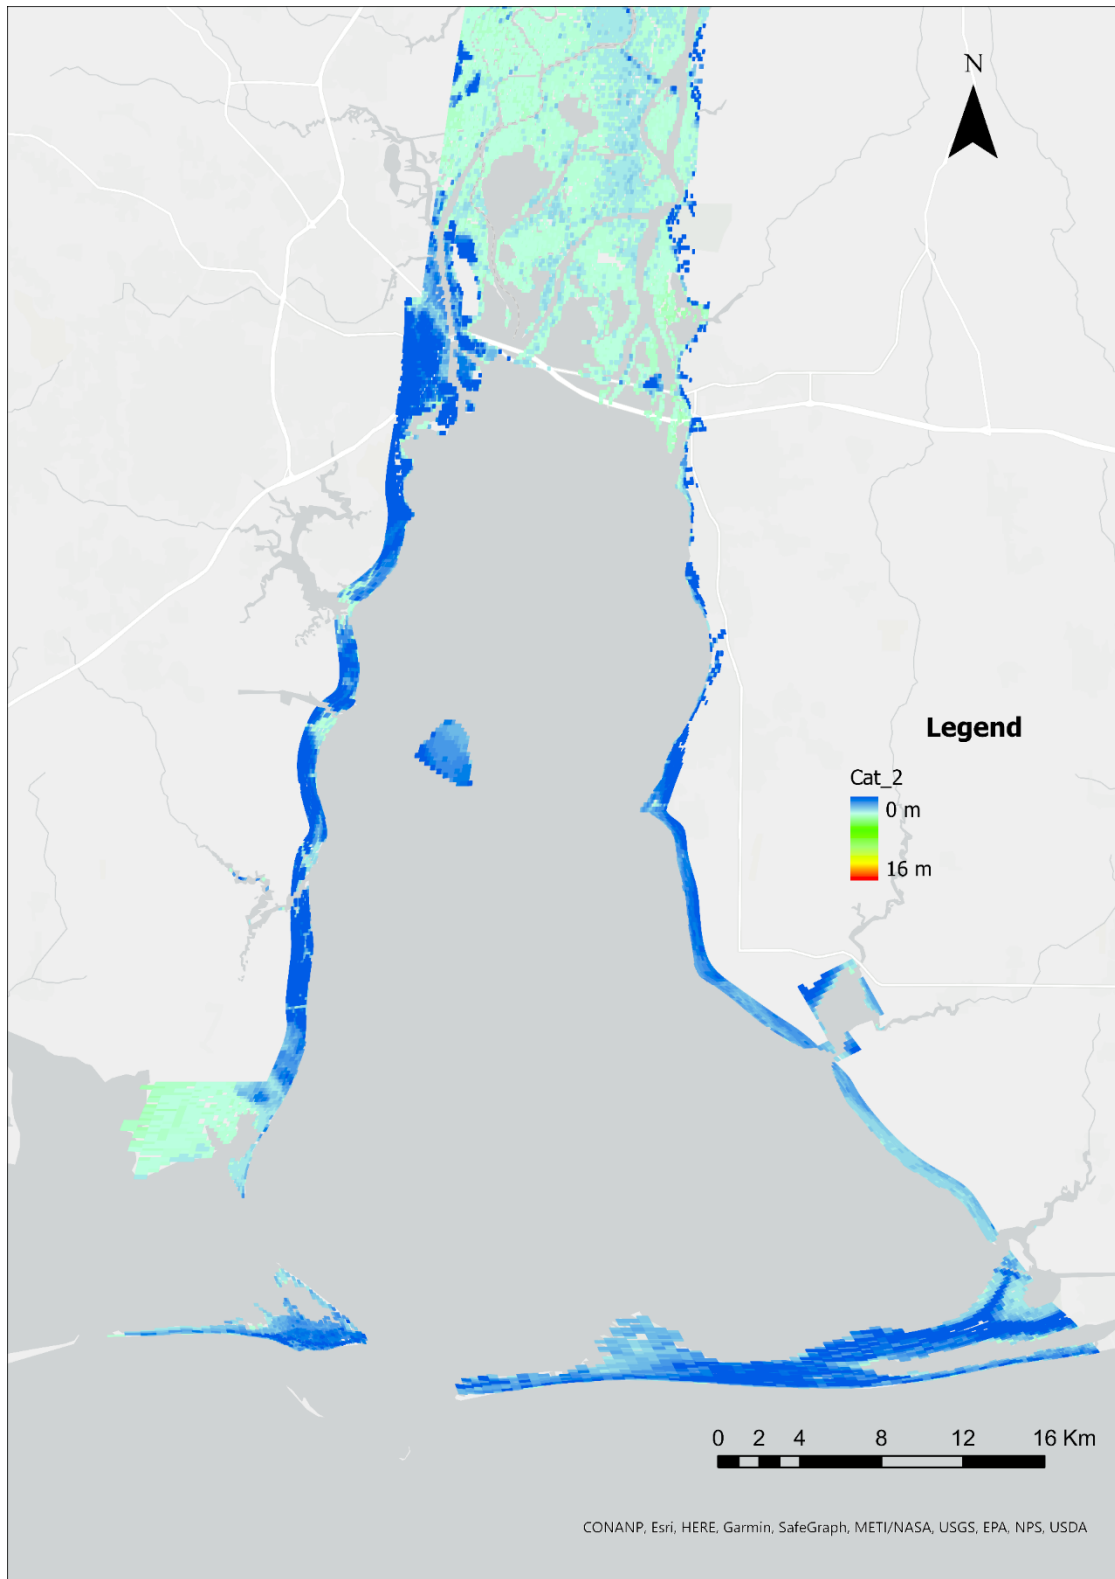 N
Legend
Cat_2
0 m
16 m
0 2 4 8 12 16 Km
CONANP, Esri, HERE, Garmin, SafeGraph, METI/NASA, USGS, EPA, NPS, USDA